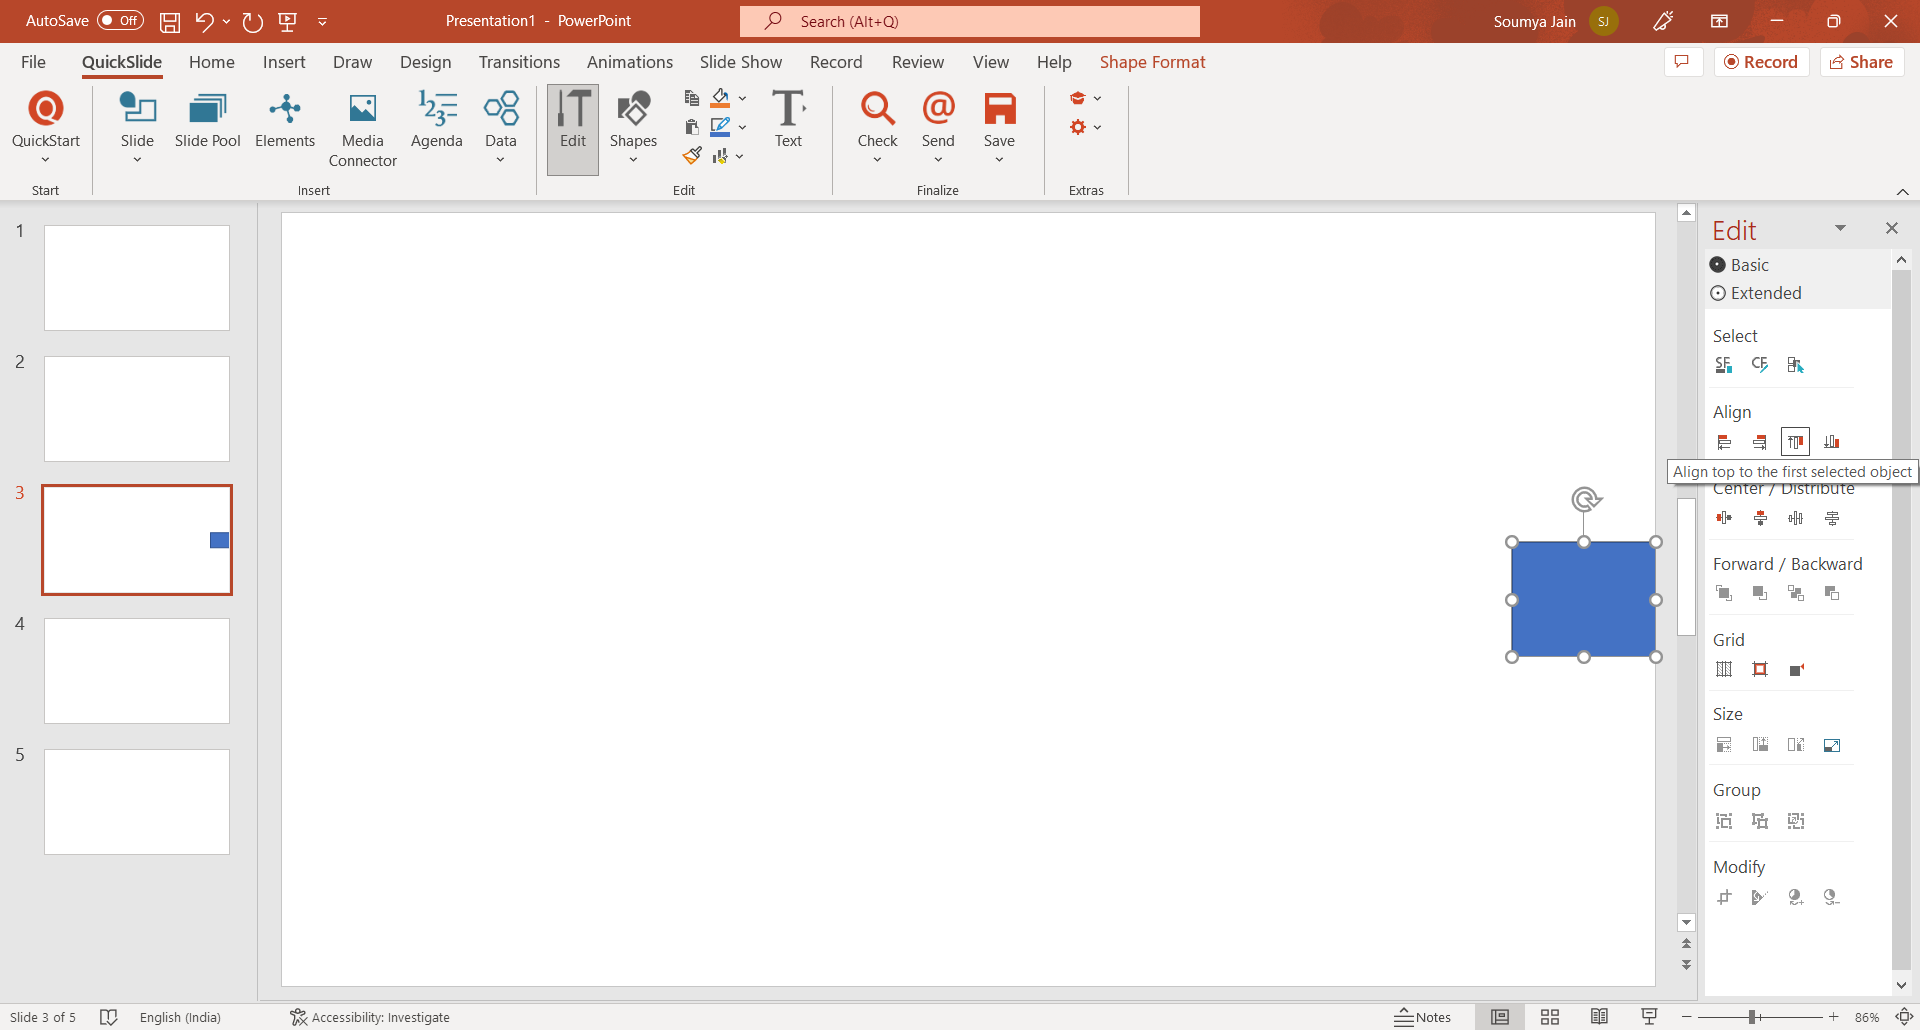 AutoSave Off
Presentation1 - PowerPoint
Search (Alt+Q)
Soumya Jain SJ
File QuickSlide Home Insert Draw Design Transitions Animations Slide Show Record Review View Help Shape Format
Record Share
QuickStart Slide Slide Pool Elements Media Connector Agenda Data Edit Shapes Text Check Send Save
Start Insert Edit Finalize Extras
1
2
3
4
5
Edit
Basic
Extended
Select
SF CF
Align
Align top to the first selected object
Center / Distribute
Forward / Backward
Grid
Size
Group
Modify
Slide 3 of 5 English (India) Accessibility: Investigate Notes 86%